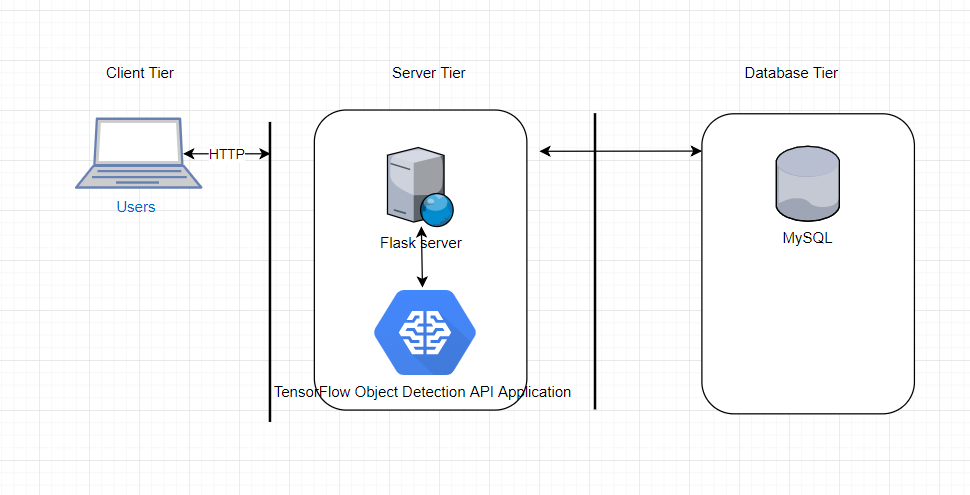 Client Tier
Server Tier
Database Tier
HTTP
Users
Flask server
MySQL
TensorFlow Object Detection API Application